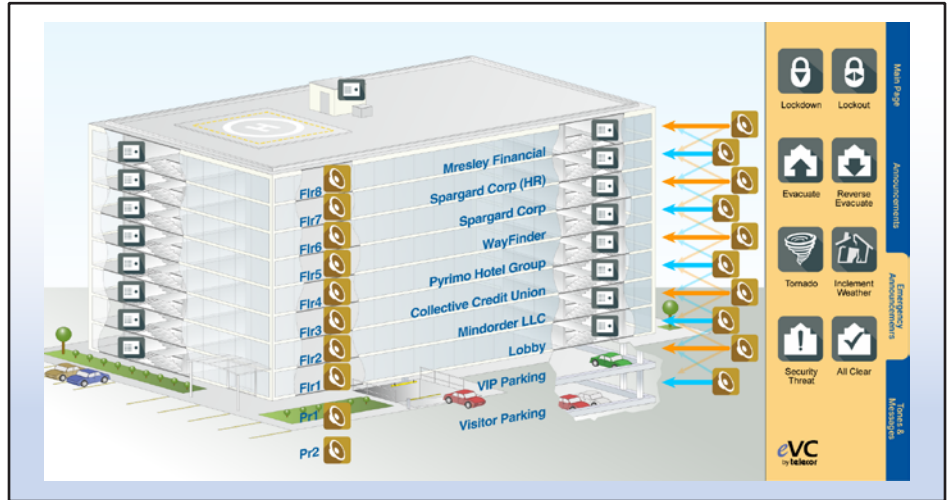 Flr8
Flr7
Flr6
Flr5
Flr4
Flr3
Flr2
Flr1
Pr1
Pr2
Mresley Financial
Spargard Corp (HR)
Spargard Corp
WayFinder
Pyrimo Hotel Group
Collective Credit Union
Mindorder LLC
Lobby
VIP Parking
Visitor Parking
H
Lockdown
Lockout
Evacuate
Reverse
Evacuate
Tornado
Inclement
Weather
Security
Threat
All Clear
eVC
by telecor
Main Page
Announcements
Emergency
Announcements
Tones &
Messages